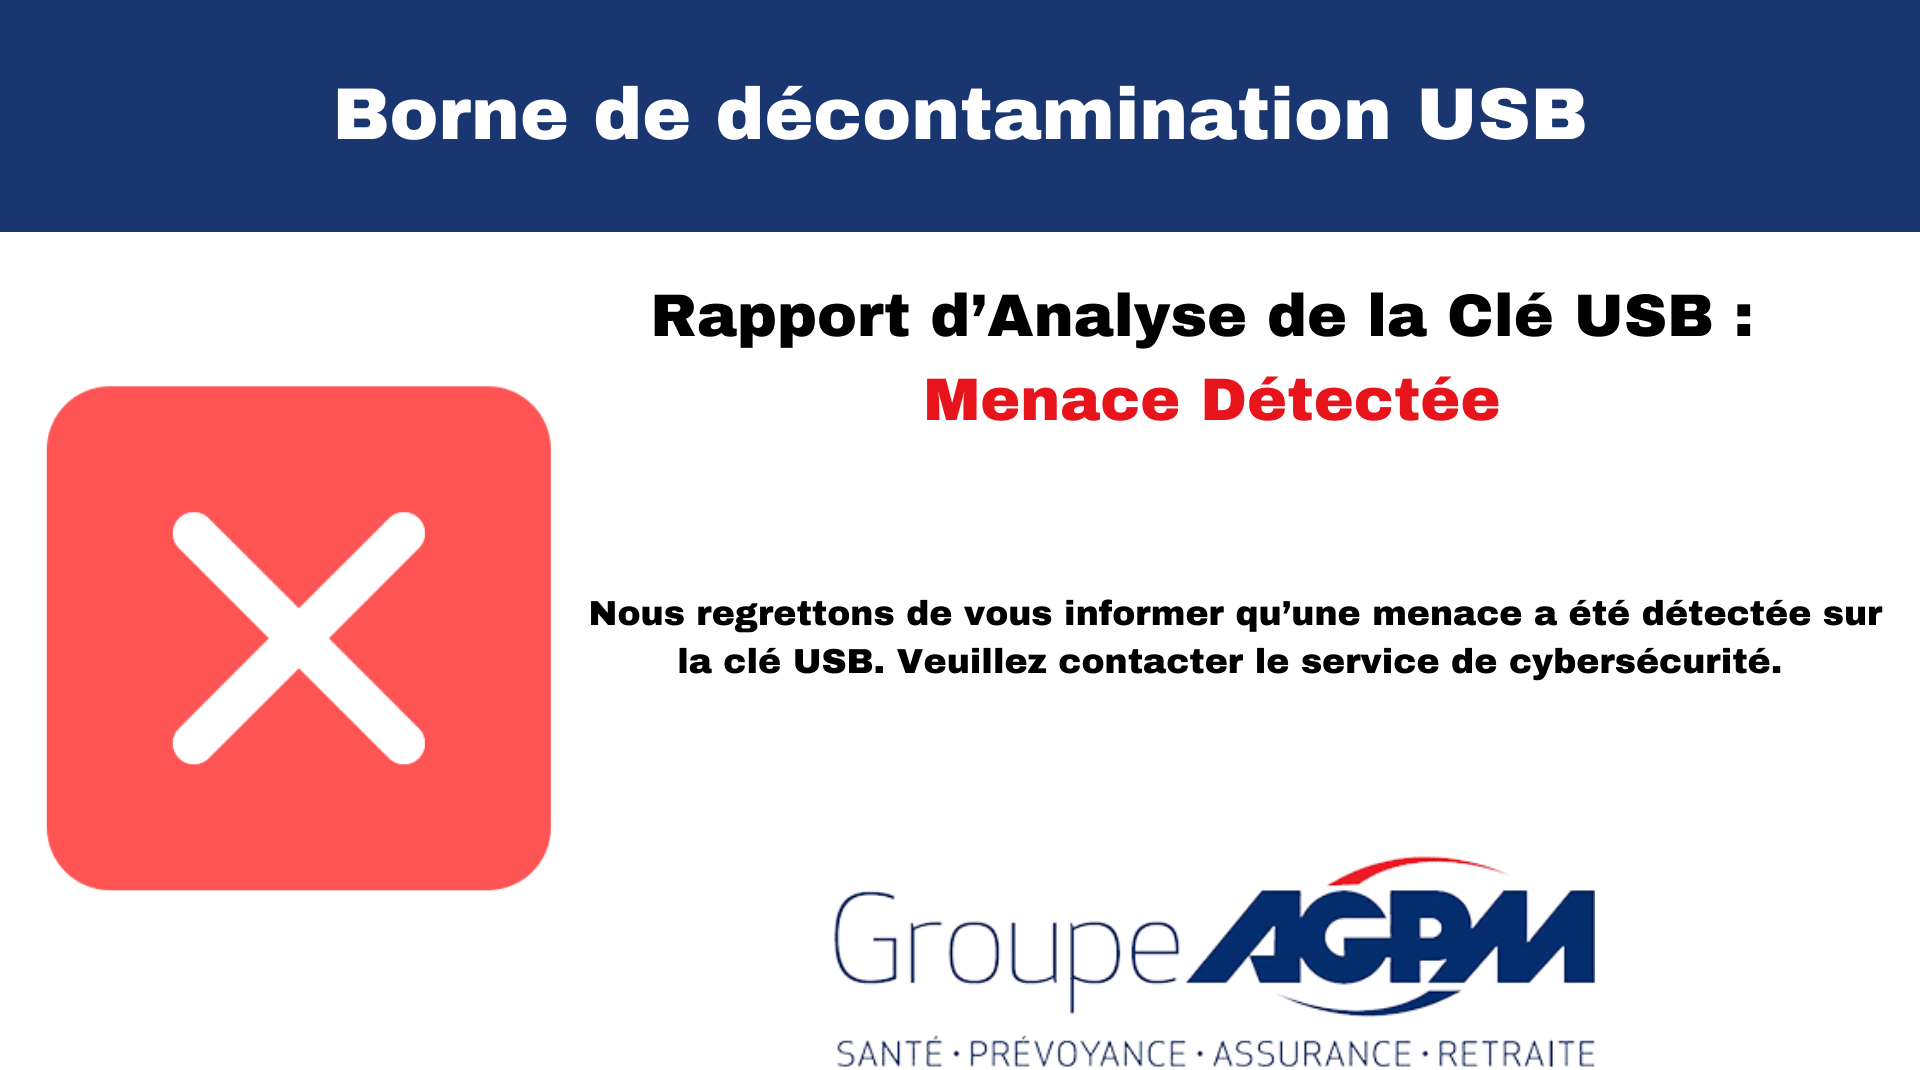 Borne de décontamination USB
Rapport d’Analyse de la Clé USB :
Menace Détectée
Nous regrettons de vous informer qu’une menace a été détectée sur
la clé USB. Veuillez contacter le service de cybersécurité.
Groupe AGPM
SANTÉ · PRÉVOYANCE · ASSURANCE · RETRAITE